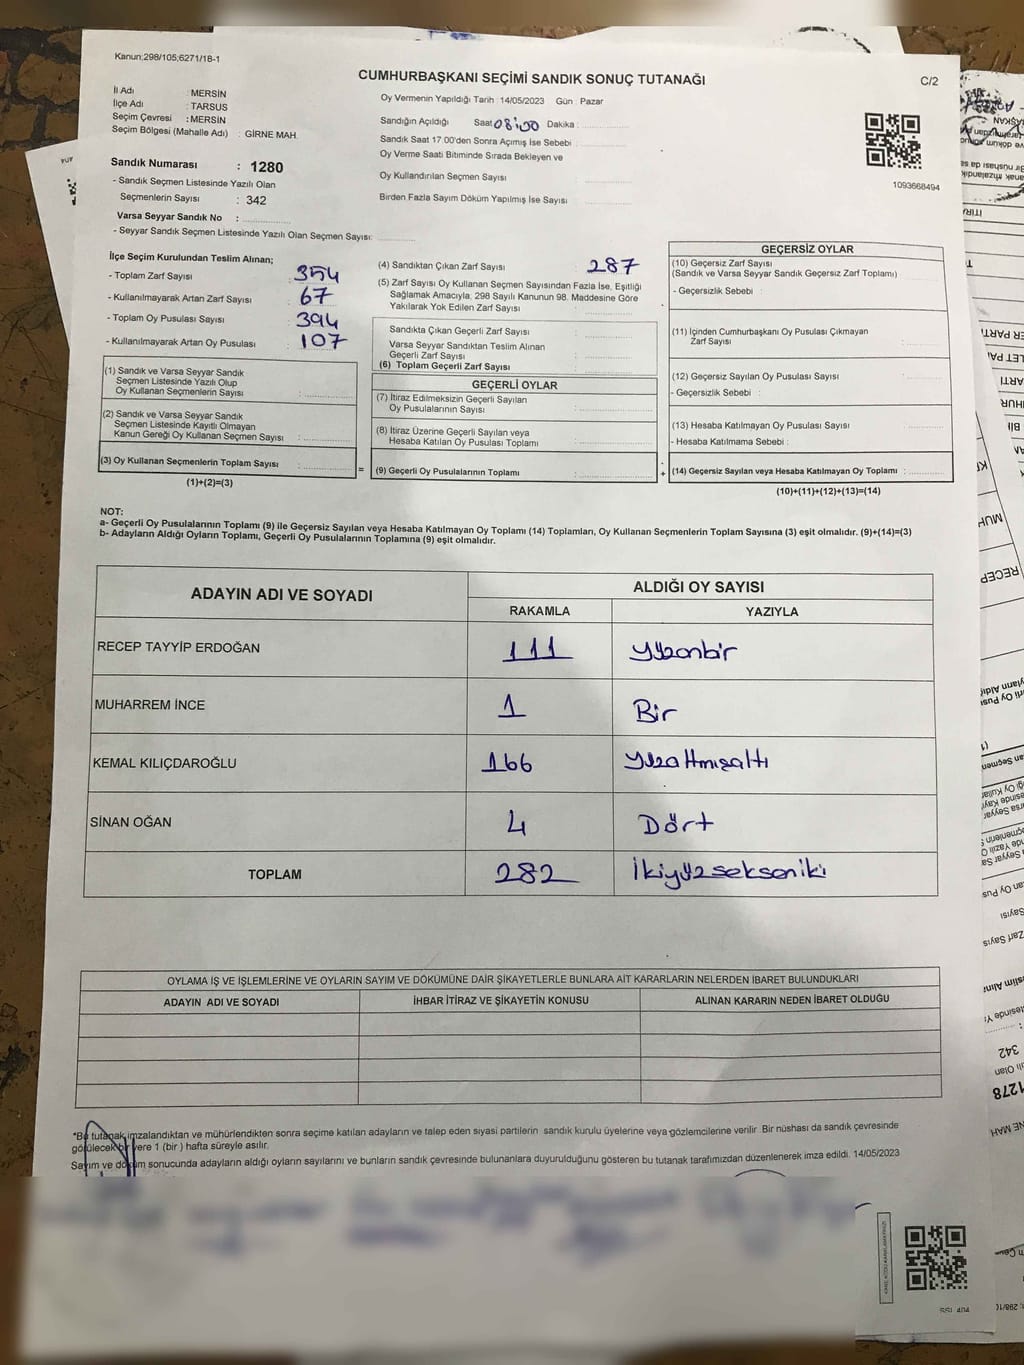 Kanun:298/105;6271/18-1
CUMHURBAŞKANI SEÇİMİ SANDIK SONUÇ TUTANAĞI
C/2
İl Adı : MERSİN
İlçe Adı : TARSUS
Seçim Çevresi : MERSİN
Seçim Bölgesi (Mahalle Adı) : GİRNE MAH.
Oy Vermenin Yapıldığı Tarih : 14/05/2023 Gün : Pazar
Sandığın Açıldığı Saat 08:00 Dakika :
Sandık Saat 17:00'den Sonra Açımış İse Sebebi :
Oy Verme Saati Bitiminde Sırada Bekleyen ve
Oy Kullandırılan Seçmen Sayısı
Birden Fazla Sayım Döküm Yapılmış İse Sayısı
1093668494
Sandık Numarası : 1280
- Sandık Seçmen Listesinde Yazılı Olan
Seçmenlerin Sayısı : 342
Varsa Seyyar Sandık No :
- Seyyar Sandık Seçmen Listesinde Yazılı Olan Seçmen Sayısı:
İlçe Seçim Kurulundan Teslim Alınan;
- Toplam Zarf Sayısı : 354
- Kullanılmayarak Artan Zarf Sayısı : 67
- Toplam Oy Pusulası Sayısı : 394
- Kullanılmayarak Artan Oy Pusulası : 107
(1) Sandık ve Varsa Seyyar Sandık
Seçmen Listesinde Yazılı Olup
Oy Kullanan Seçmenlerin Sayısı :
(2) Sandık ve Varsa Seyyar Sandık
Seçmen Listesinde Kayıtlı Olmayan
Kanun Gereği Oy Kullanan Seçmen Sayısı :
(3) Oy Kullanan Seçmenlerin Toplam Sayısı :
(1)+(2)=(3)
=
(4) Sandıktan Çıkan Zarf Sayısı : 287
(5) Zarf Sayısı Oy Kullanan Seçmen Sayısından Fazla İse, Eşitliği
Sağlamak Amacıyla, 298 Sayılı Kanunun 98. Maddesine Göre
Yakılarak Yok Edilen Zarf Sayısı :
Sandıkta Çıkan Geçerli Zarf Sayısı :
Varsa Seyyar Sandıktan Teslim Alınan
Geçerli Zarf Sayısı :
(6) Toplam Geçerli Zarf Sayısı :
GEÇERLİ OYLAR
(7) İtiraz Edilmeksizin Geçerli Sayılan
Oy Pusulalarının Sayısı :
(8) İtiraz Üzerine Geçerli Sayılan veya
Hesaba Katılan Oy Pusulası Toplamı :
(9) Geçerli Oy Pusulalarının Toplamı :
+
GEÇERSİZ OYLAR
(10) Geçersiz Zarf Sayısı
(Sandık ve Varsa Seyyar Sandık Geçersiz Zarf Toplamı) :
- Geçersizlik Sebebi :
(11) İçinden Cumhurbaşkanı Oy Pusulası Çıkmayan
Zarf Sayısı :
(12) Geçersiz Sayılan Oy Pusulası Sayısı :
- Geçersizlik Sebebi :
(13) Hesaba Katılmayan Oy Pusulası Sayısı :
- Hesaba Katılmama Sebebi :
(14) Geçersiz Sayılan veya Hesaba Katılmayan Oy Toplamı :
(10)+(11)+(12)+(13)=(14)
NOT:
a- Geçerli Oy Pusulalarının Toplamı (9) ile Geçersiz Sayılan veya Hesaba Katılmayan Oy Toplamı (14) Toplamları, Oy Kullanan Seçmenlerin Toplam Sayısına (3) eşit olmalıdır. (9)+(14)=(3)
b- Adayların Aldığı Oyların Toplamı, Geçerli Oy Pusulalarının Toplamına (9) eşit olmalıdır.
ADAYIN ADI VE SOYADI
ALDIĞI OY SAYISI
RAKAMLA YAZIYLA
RECEP TAYYİP ERDOĞAN 111 yüzonbir
MUHARREM İNCE 1 Bir
KEMAL KILIÇDAROĞLU 166 yüzaltmışaltı
SİNAN OĞAN 4 Dört
TOPLAM 282 İkiyüzsekseniki
OYLAMA İŞ VE İŞLEMLERİNE VE OYLARIN SAYIM VE DÖKÜMÜNE DAİR ŞİKAYETLERLE BUNLARA AİT KARARLARIN NELERDEN İBARET BULUNDUKLARI
ADAYIN ADI VE SOYADI İHBAR İTİRAZ VE ŞİKAYETİN KONUSU ALINAN KARARIN NEDEN İBARET OLDUĞU
*Bu tutanak imzalandıktan ve mühürlendikten sonra seçime katılan adayların ve talep eden siyasi partilerin sandık kurulu üyelerine veya gözlemcilerine verilir. Bir nüshası da sandık çevresinde
görülecek bir yere 1 (bir) hafta süreyle asılır.
Sayım ve döküm sonucunda adayların aldığı oyların sayılarını ve bunların sandık çevresinde bulunanlara duyurulduğunu gösteren bu tutanak tarafımızdan düzenlenerek imza edildi. 14/05/2023
342
1278